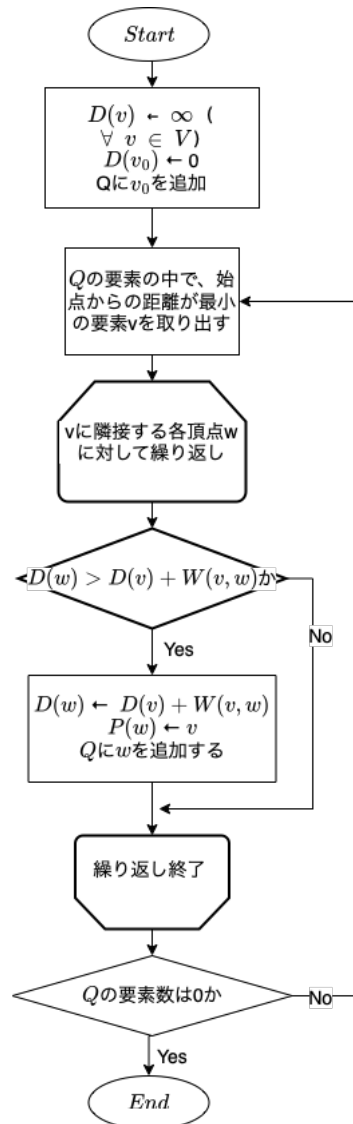 Start
D(v) ← ∞ (
∀ v ∈ V)
D(v₀) ← 0
Qにv₀を追加
Qの要素の中で、始
点からの距離が最小
の要素vを取り出す
vに隣接する各頂点w
に対して繰り返し
D(w) > D(v) + W(v, w)か
No
Yes
D(w) ← D(v) + W(v, w)
P(w) ← v
Qにwを追加する
繰り返し終了
Qの要素数は0か
No
Yes
End